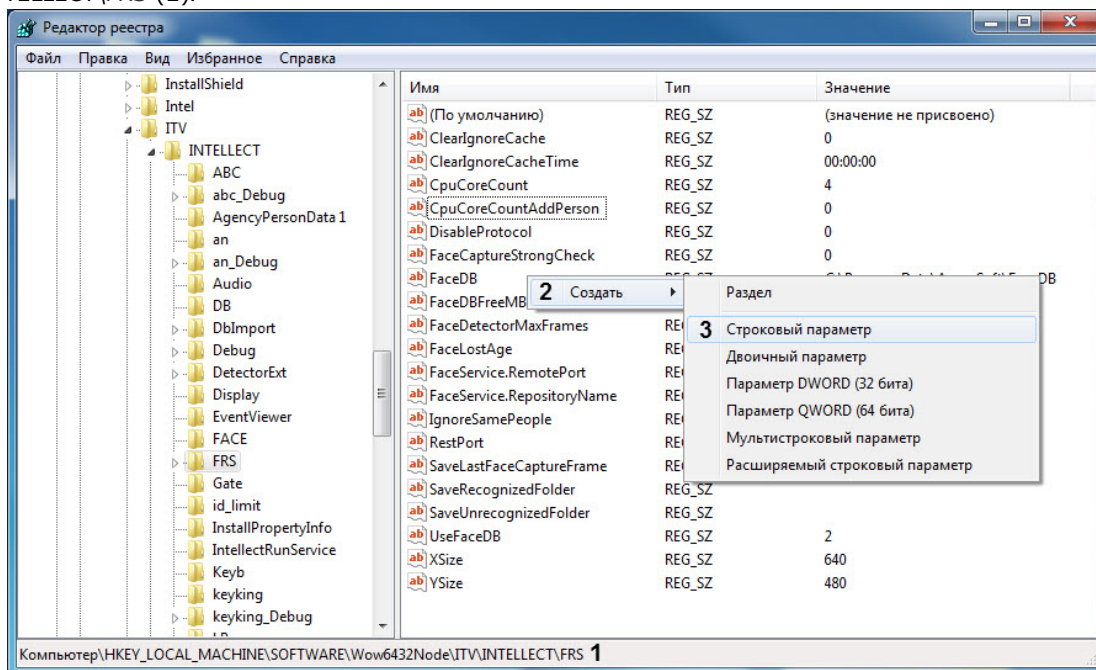 Редактор реестра
Файл Правка Вид Избранное Справка
InstallShield
Intel
ITV
INTELLECT
ABC
abc_Debug
AgencyPersonData 1
an
an_Debug
Audio
DB
DbImport
Debug
DetectorExt
Display
EventViewer
FACE
FRS
Gate
id_limit
InstallPropertyInfo
IntellectRunService
Keyb
keyking
keyking_Debug
Имя Тип Значение
(По умолчанию) REG_SZ (значение не присвоено)
ClearIgnoreCache REG_SZ 0
ClearIgnoreCacheTime REG_SZ 00:00:00
CpuCoreCount REG_SZ 4
CpuCoreCountAddPerson REG_SZ 0
DisableProtocol REG_SZ 0
FaceCaptureStrongCheck REG_SZ 0
FaceDB
FaceDBFreeMB
FaceDetectorMaxFrames
FaceLostAge
FaceService.RemotePort
FaceService.RepositoryName
IgnoreSamePeople
RestPort
SaveLastFaceCaptureFrame
SaveRecognizedFolder REG_SZ
SaveUnrecognizedFolder REG_SZ
UseFaceDB REG_SZ 2
XSize REG_SZ 640
YSize REG_SZ 480
2 Создать
Раздел
3 Строковый параметр
Двоичный параметр
Параметр DWORD (32 бита)
Параметр QWORD (64 бита)
Мультистроковый параметр
Расширяемый строковый параметр
Компьютер\HKEY_LOCAL_MACHINE\SOFTWARE\Wow6432Node\ITV\INTELLECT\FRS 1